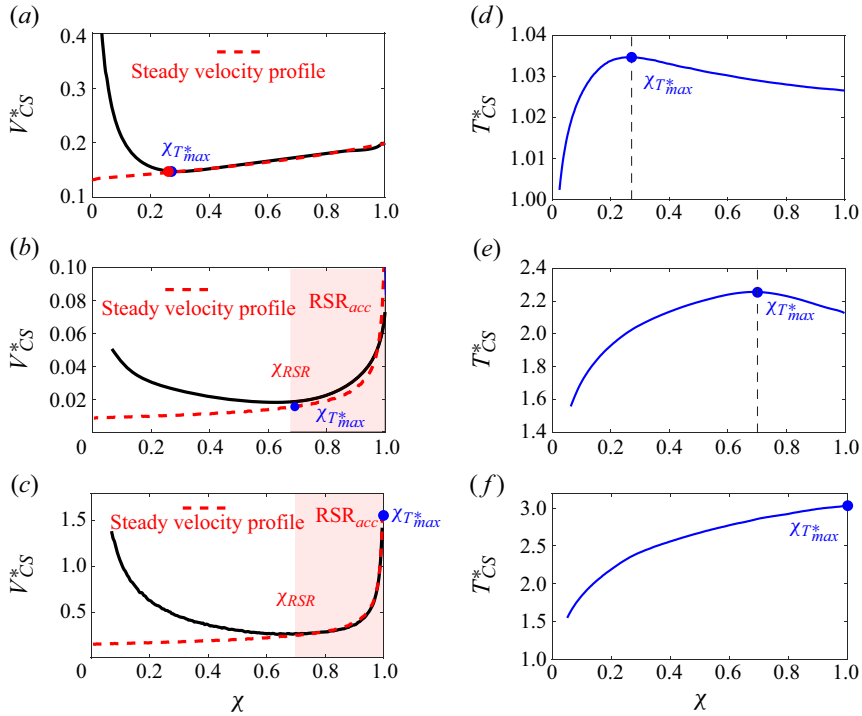 (a)
0.4
0.3
0.2
0.1
V*CS
Steady velocity profile
χT*max
0 0.2 0.4 0.6 0.8 1.0
(d)
1.04
1.03
1.02
1.01
1.00
T*CS
χT*max
0 0.2 0.4 0.6 0.8 1.0
(b)
0.10
0.08
0.06
0.04
0.02
V*CS
Steady velocity profile
RSRacc
χRSR
χT*max
0 0.2 0.4 0.6 0.8 1.0
(e)
2.4
2.2
2.0
1.8
1.6
1.4
T*CS
χT*max
0 0.2 0.4 0.6 0.8 1.0
(c)
1.5
1.0
0.5
V*CS
Steady velocity profile
RSRacc
χT*max
χRSR
0 0.2 0.4 0.6 0.8 1.0
χ
(f)
3.0
2.5
2.0
1.5
1.0
T*CS
χT*max
0 0.2 0.4 0.6 0.8 1.0
χ